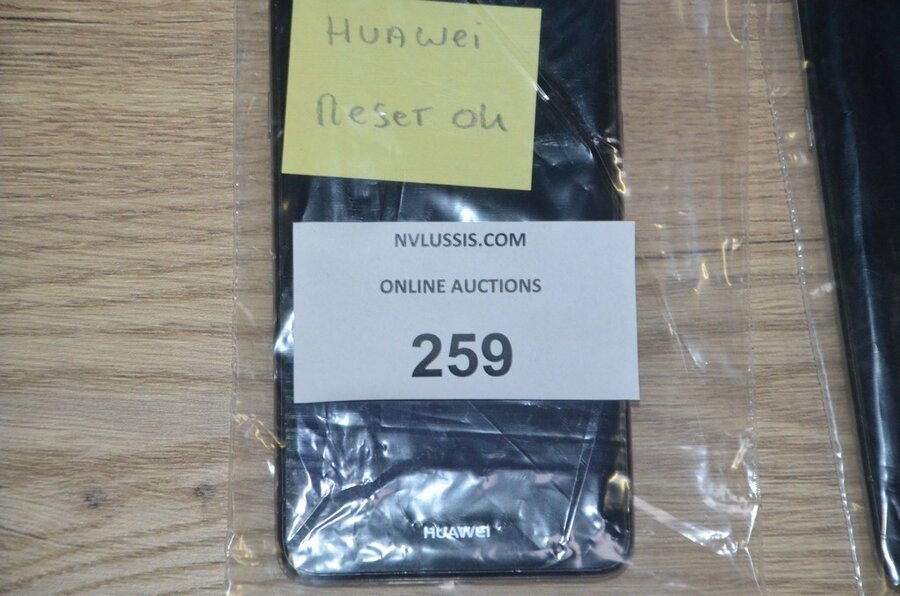 HUAWei
Reset ok
NVLUSSIS.COM
ONLINE AUCTIONS
259
HUAWEI